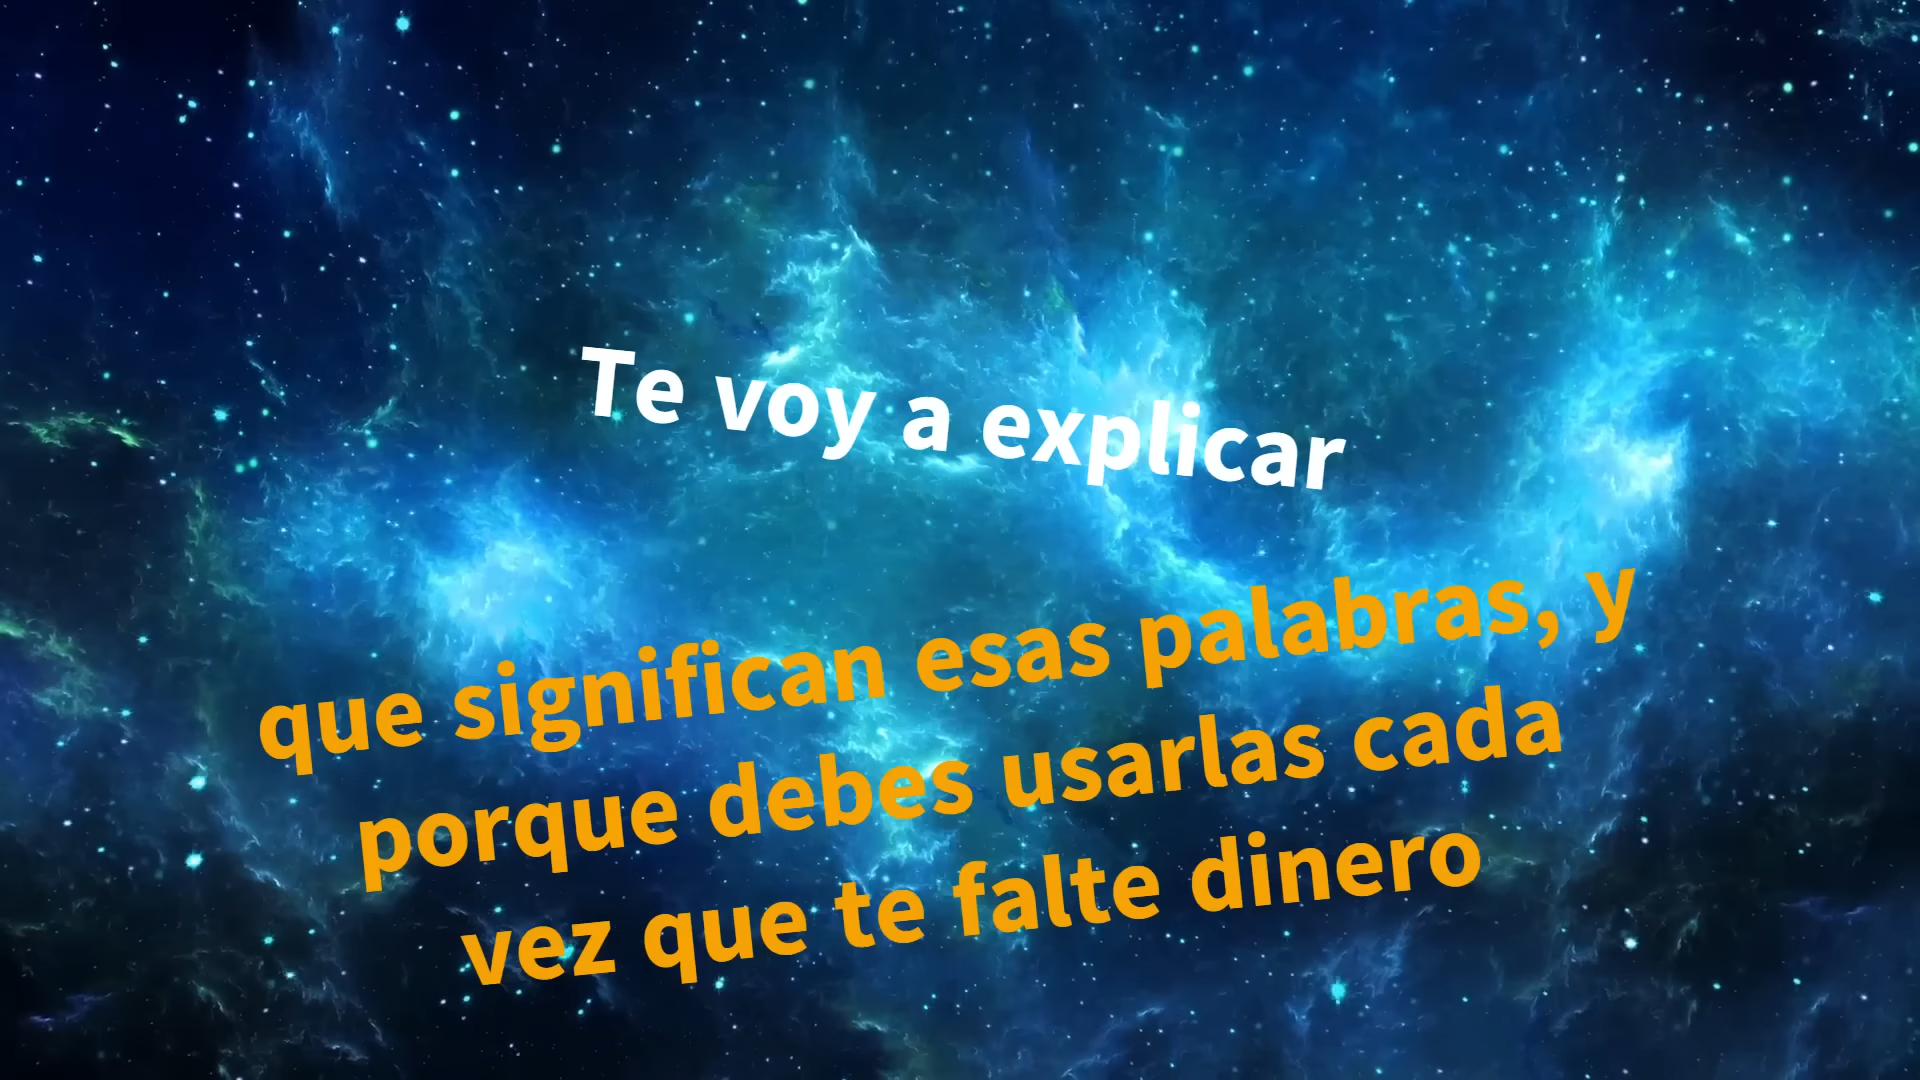 Te voy a explicar
que significan esas palabras, y
porque debes usarlas cada
vez que te falte dinero